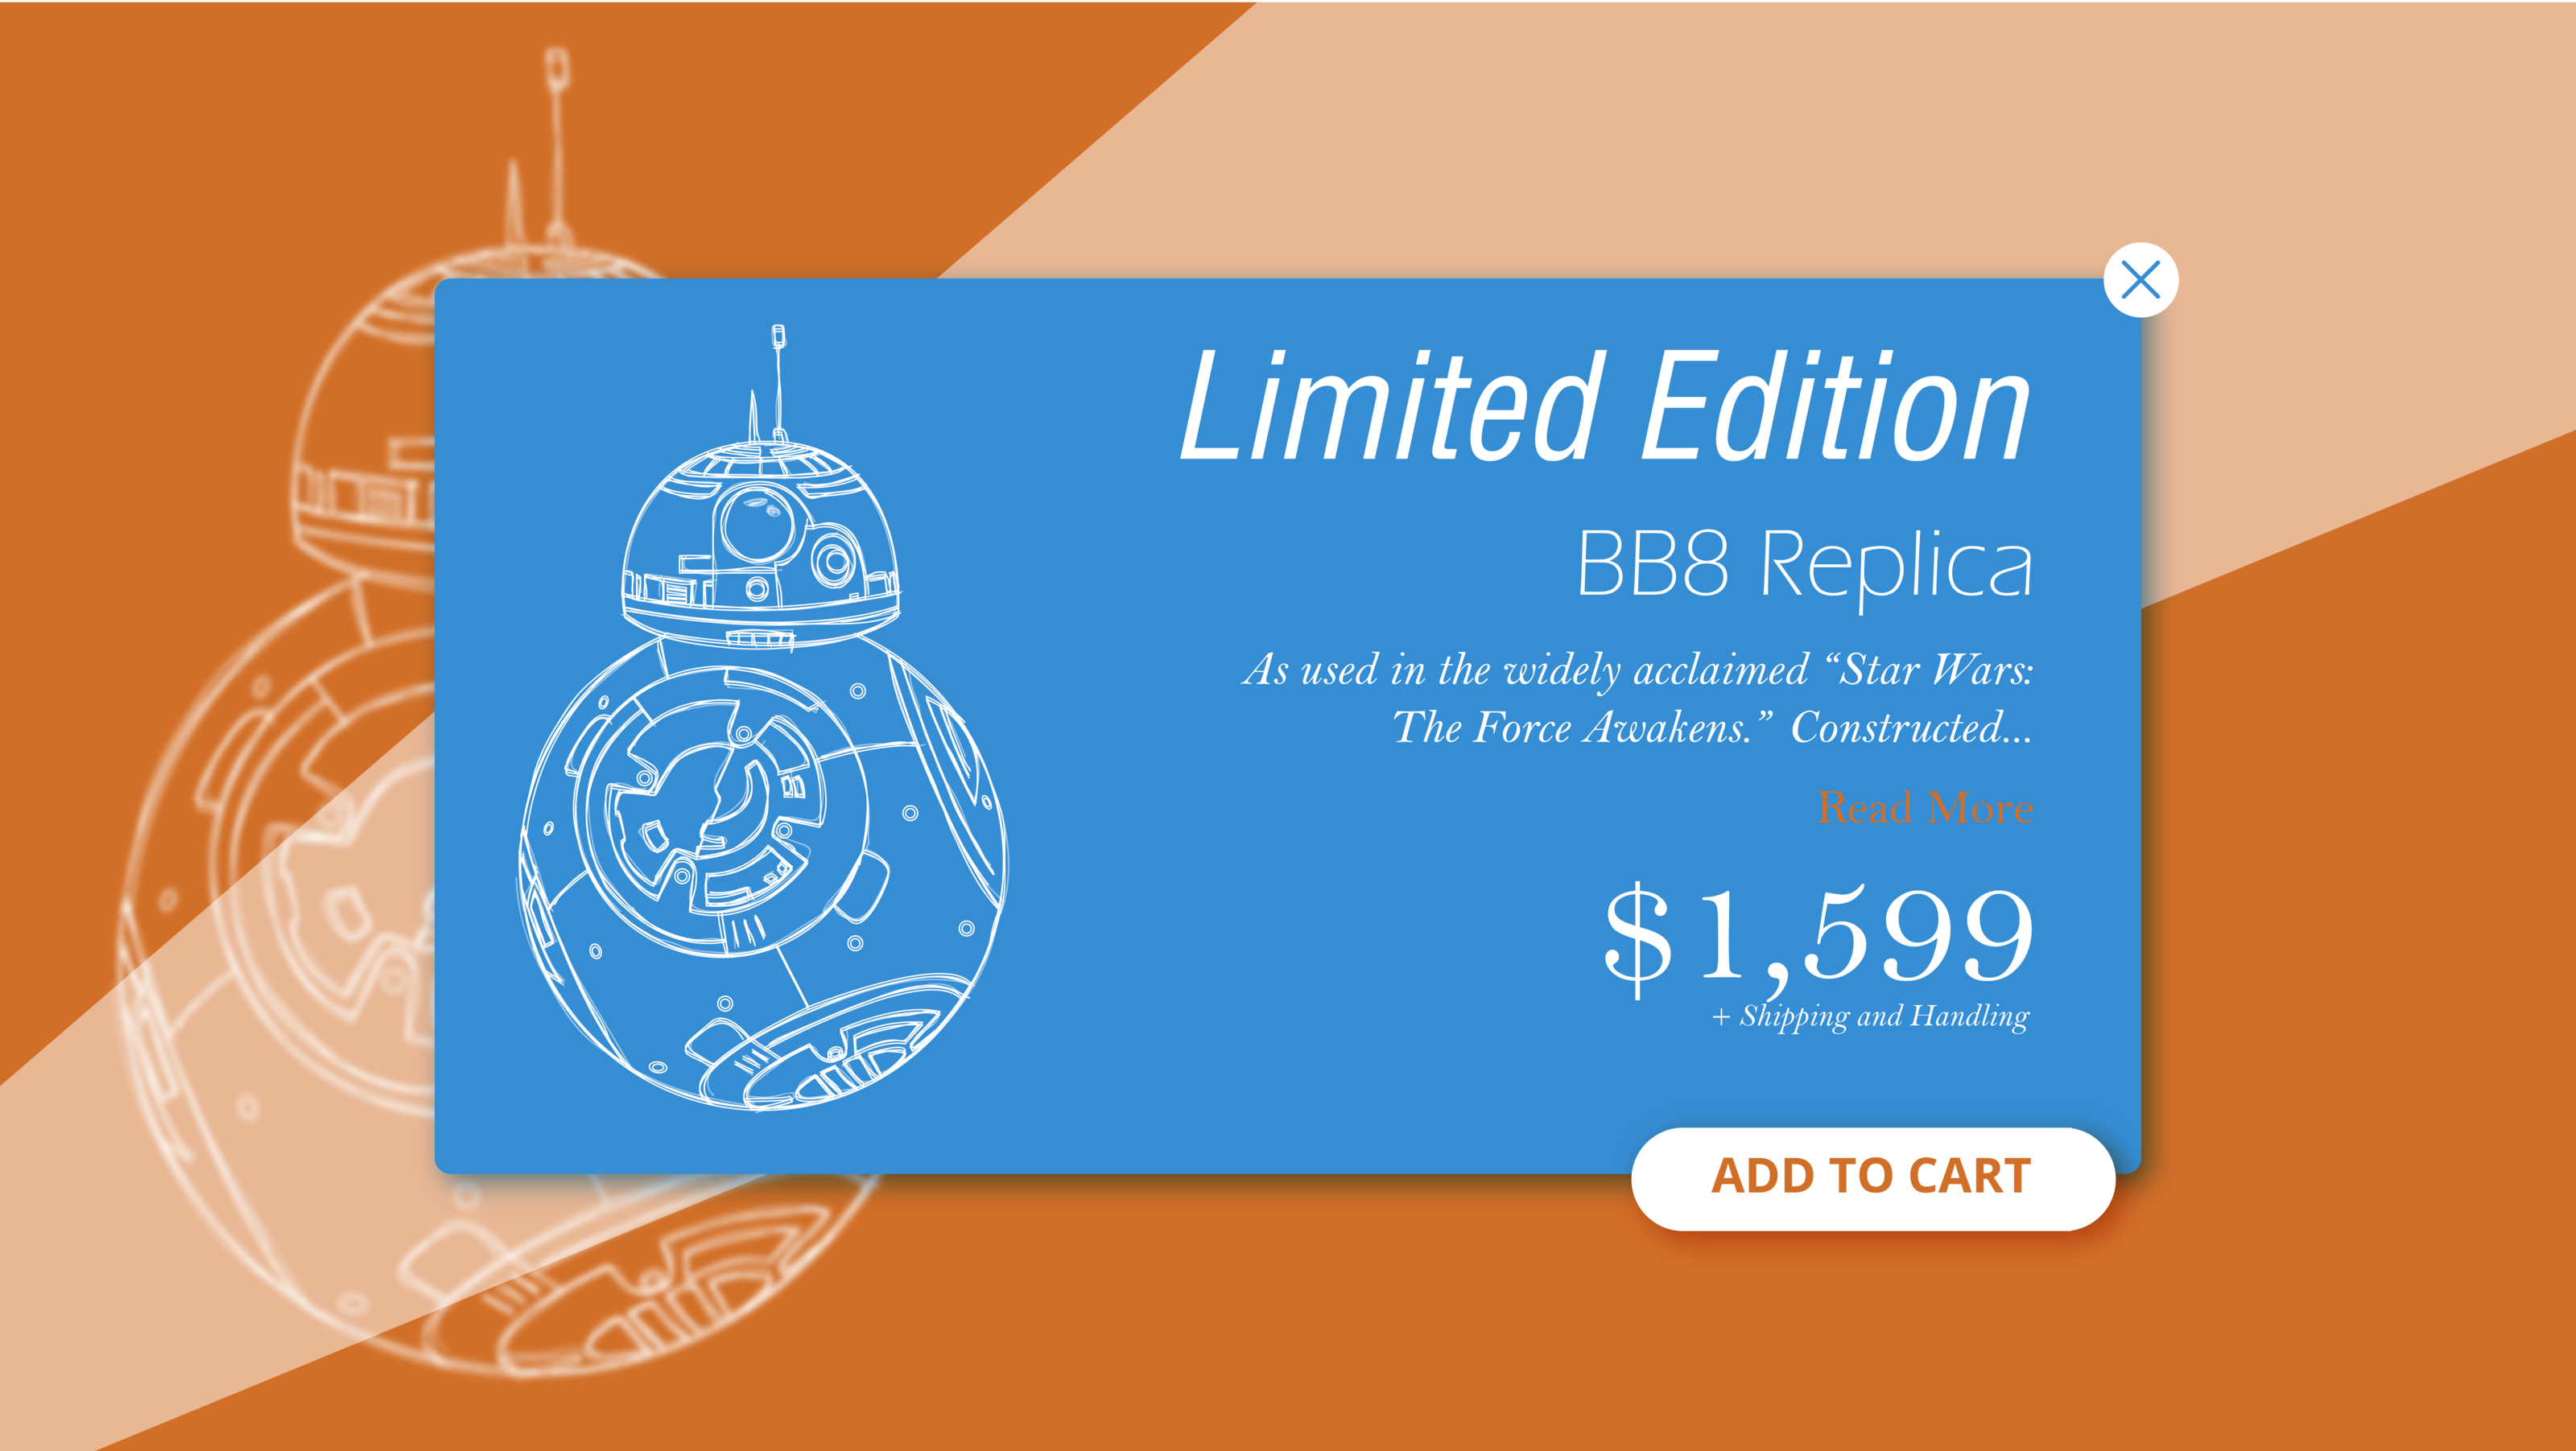 Limited Edition
BB8 Replica
As used in the widely acclaimed “Star Wars:
The Force Awakens.” Constructed...
Read More
$1,599
+ Shipping and Handling
ADD TO CART